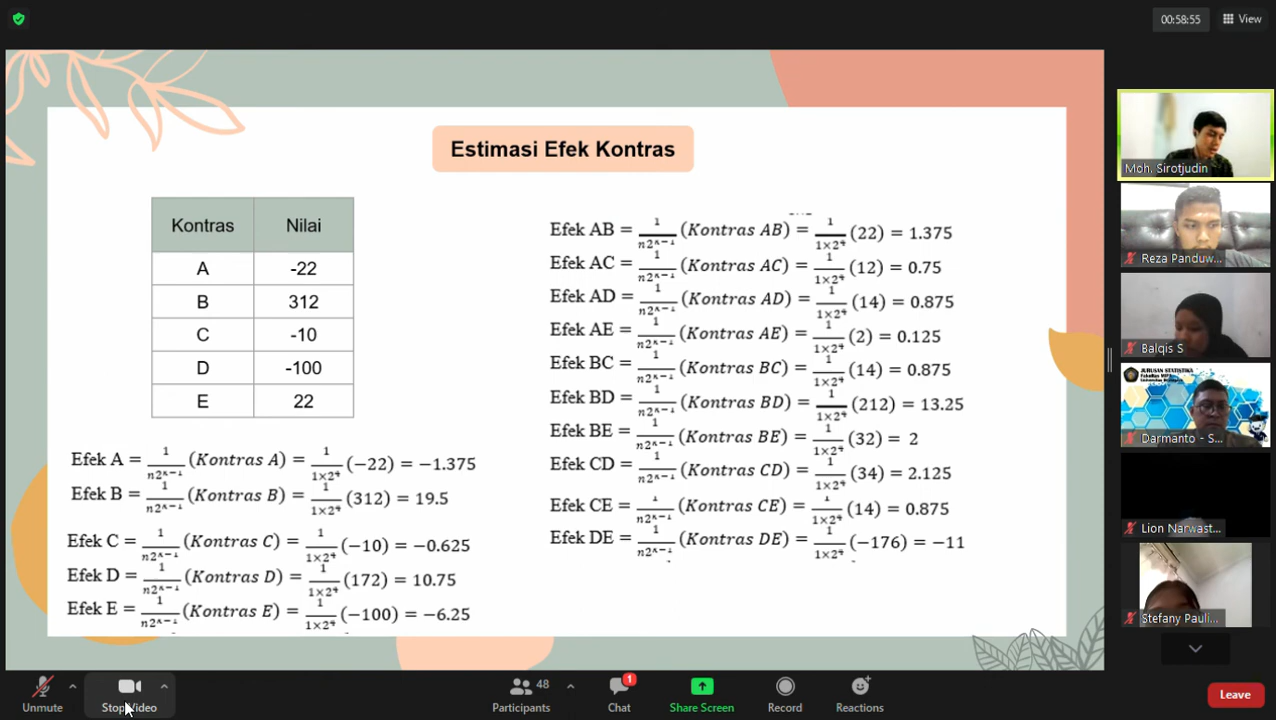 00:58:55
View
Estimasi Efek Kontras
Kontras Nilai
A -22
B 312
C -10
D -100
E 22
Efek A = 1/n2^k−1 (Kontras A) = 1/1×2^4 (−22) = −1.375
Efek B = 1/n2^k−1 (Kontras B) = 1/1×2^4 (312) = 19.5
Efek C = 1/n2^k−1 (Kontras C) = 1/1×2^4 (−10) = −0.625
Efek D = 1/n2^k−1 (Kontras D) = 1/1×2^4 (172) = 10.75
Efek E = 1/n2^k−1 (Kontras E) = 1/1×2^4 (−100) = −6.25
Efek AB = 1/n2^k−1 (Kontras AB) = 1/1×2^4 (22) = 1.375
Efek AC = 1/n2^k−1 (Kontras AC) = 1/1×2^4 (12) = 0.75
Efek AD = 1/n2^k−1 (Kontras AD) = 1/1×2^4 (14) = 0.875
Efek AE = 1/n2^k−1 (Kontras AE) = 1/1×2^4 (2) = 0.125
Efek BC = 1/n2^k−1 (Kontras BC) = 1/1×2^4 (14) = 0.875
Efek BD = 1/n2^k−1 (Kontras BD) = 1/1×2^4 (212) = 13.25
Efek BE = 1/n2^k−1 (Kontras BE) = 1/1×2^4 (32) = 2
Efek CD = 1/n2^k−1 (Kontras CD) = 1/1×2^4 (34) = 2.125
Efek CE = 1/n2^k−1 (Kontras CE) = 1/1×2^4 (14) = 0.875
Efek DE = 1/n2^k−1 (Kontras DE) = 1/1×2^4 (−176) = −11
Moh. Sirotjudin
Reza Panduw...
Balqis S
JURUSAN STATISTIKA
Darmanto - S...
Lion Narwast...
Stefany Pauli...
Unmute
Stop Video
Participants 48
Chat 1
Share Screen
Record
Reactions
Leave